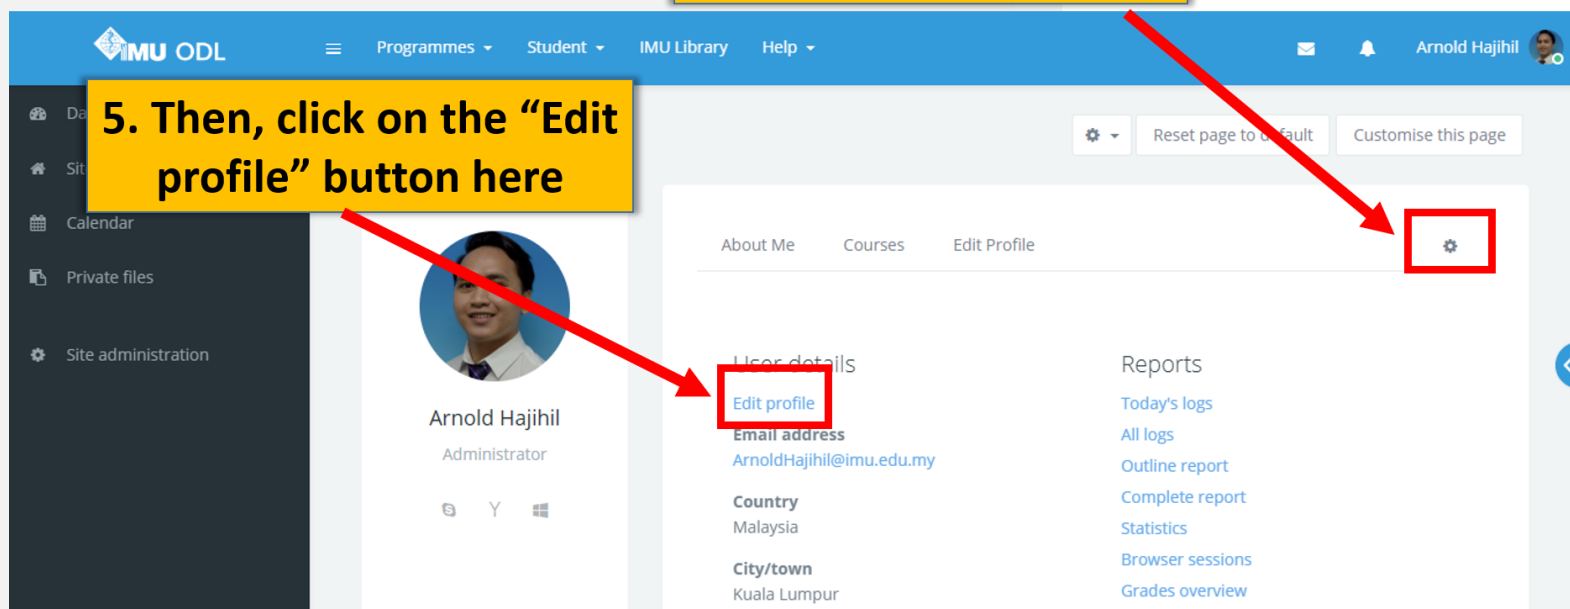 IMU ODL
Programmes
Student
IMU Library
Help
Arnold Hajihil
5. Then, click on the “Edit
profile” button here
Calendar
Private files
Site administration
Reset page to default
Customise this page
Arnold Hajihil
Administrator
About Me
Courses
Edit Profile
User details
Edit profile
Email address
ArnoldHajihil@imu.edu.my
Country
Malaysia
City/town
Kuala Lumpur
Reports
Today's logs
All logs
Outline report
Complete report
Statistics
Browser sessions
Grades overview